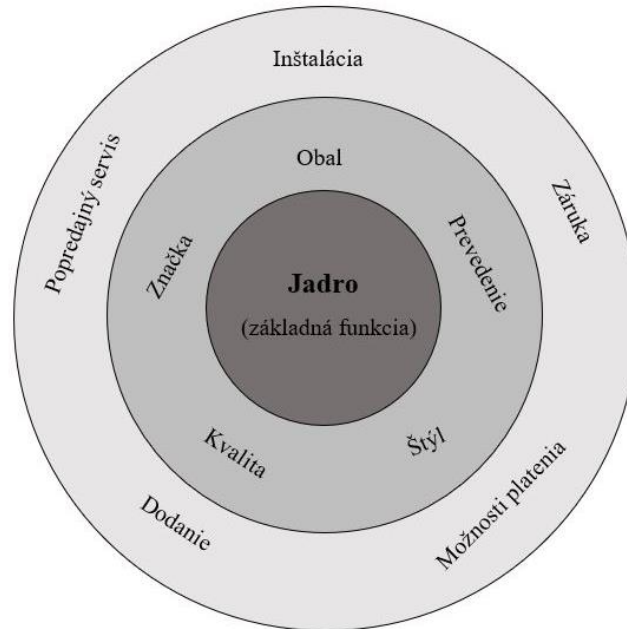 Inštalácia
Popredajný servis
Záruka
Obal
Značka
Prevedenie
Jadro
(základná funkcia)
Kvalita
Štýl
Dodanie
Možnosti platenia